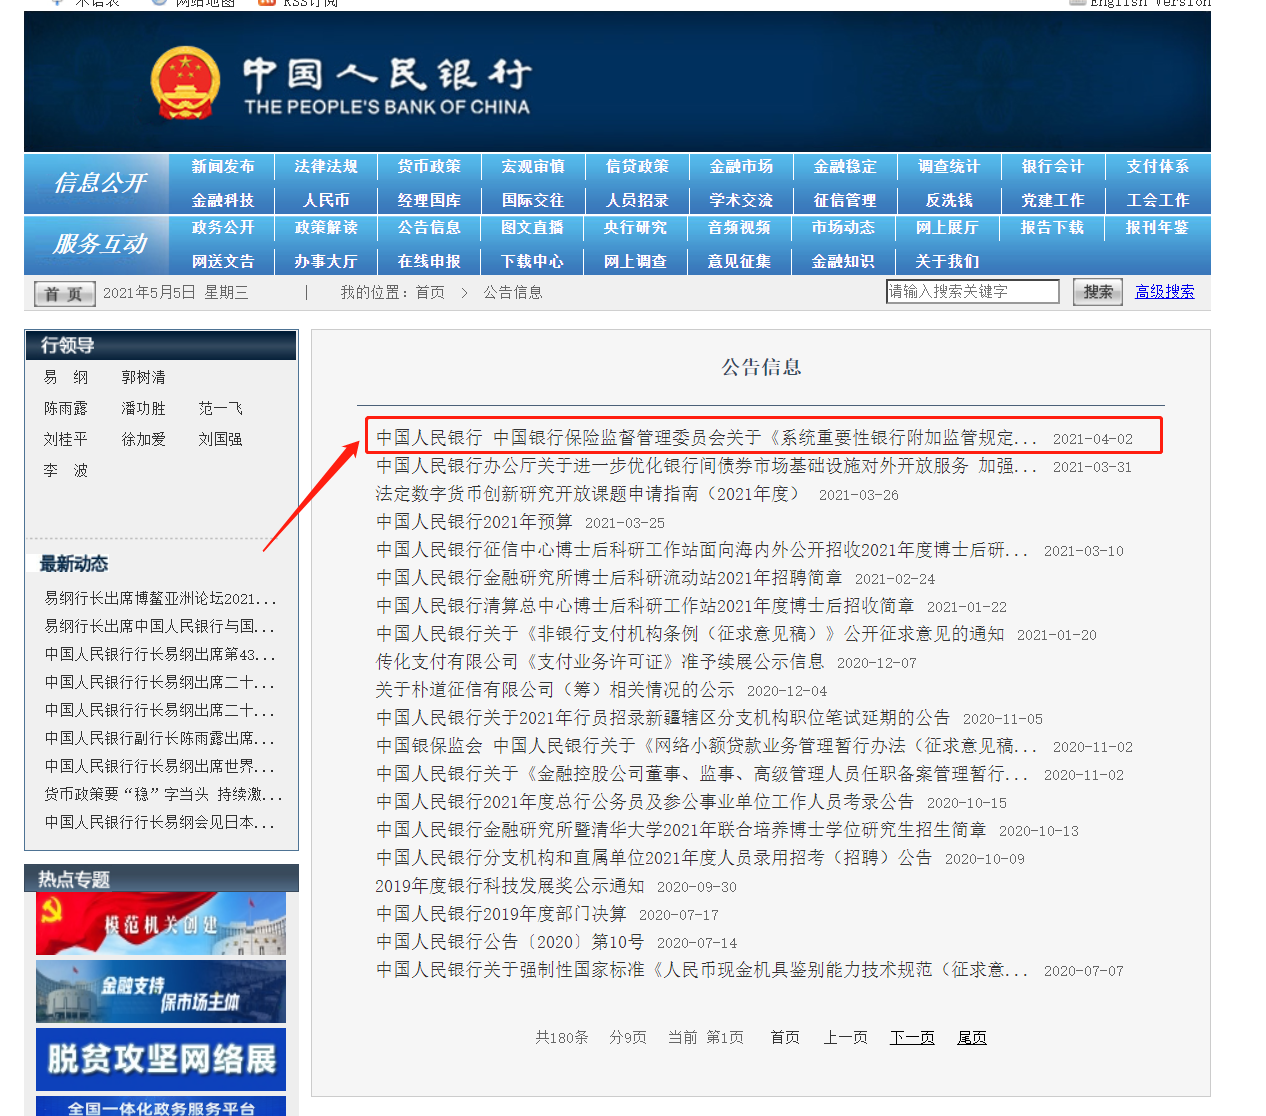 术语表 网站地图 RSS订阅 English Version
中国人民银行
THE PEOPLE'S BANK OF CHINA
信息公开
新闻发布 法律法规 货币政策 宏观审慎 信贷政策 金融市场 金融稳定 调查统计 银行会计 支付体系
金融科技 人民币 经理国库 国际交往 人员招录 学术交流 征信管理 反洗钱 党建工作 工会工作
服务互动
政务公开 政策解读 公告信息 图文直播 央行研究 音频视频 市场动态 网上展厅 报告下载 报刊年鉴
网送文告 办事大厅 在线申报 下载中心 网上调查 意见征集 金融知识 关于我们
首 页 2021年5月5日 星期三 | 我的位置：首页 > 公告信息 请输入搜索关键字 搜索 高级搜索
行领导
易 纲 郭树清
陈雨露 潘功胜 范一飞
刘桂平 徐加爱 刘国强
李 波
最新动态
易纲行长出席博鳌亚洲论坛2021...
易纲行长出席中国人民银行与国...
中国人民银行行长易纲出席第43...
中国人民银行行长易纲出席二十...
中国人民银行行长易纲出席二十...
中国人民银行副行长陈雨露出席...
中国人民银行行长易纲出席世界...
货币政策要“稳”字当头 持续激...
中国人民银行行长易纲会见日本...
热点专题
模范机关创建
金融支持
保市场主体
脱贫攻坚网络展
全国一体化政务服务平台
公告信息
中国人民银行 中国银行保险监督管理委员会关于《系统重要性银行附加监管规定... 2021-04-02
中国人民银行办公厅关于进一步优化银行间债券市场基础设施对外开放服务 加强... 2021-03-31
法定数字货币创新研究开放课题申请指南（2021年度） 2021-03-26
中国人民银行2021年预算 2021-03-25
中国人民银行征信中心博士后科研工作站面向海内外公开招收2021年度博士后研... 2021-03-10
中国人民银行金融研究所博士后科研流动站2021年招聘简章 2021-02-24
中国人民银行清算总中心博士后科研工作站2021年度博士后招收简章 2021-01-22
中国人民银行关于《非银行支付机构条例（征求意见稿）》公开征求意见的通知 2021-01-20
传化支付有限公司《支付业务许可证》准予续展公示信息 2020-12-07
关于朴道征信有限公司（筹）相关情况的公示 2020-12-04
中国人民银行关于2021年行员招录新疆辖区分支机构职位笔试延期的公告 2020-11-05
中国银保监会 中国人民银行关于《网络小额贷款业务管理暂行办法（征求意见稿... 2020-11-02
中国人民银行关于《金融控股公司董事、监事、高级管理人员任职备案管理暂行... 2020-11-02
中国人民银行2021年度总行公务员及参公事业单位工作人员考录公告 2020-10-15
中国人民银行金融研究所暨清华大学2021年联合培养博士学位研究生招生简章 2020-10-13
中国人民银行分支机构和直属单位2021年度人员录用招考（招聘）公告 2020-10-09
2019年度银行科技发展奖公示通知 2020-09-30
中国人民银行2019年度部门决算 2020-07-17
中国人民银行公告〔2020〕第10号 2020-07-14
中国人民银行关于强制性国家标准《人民币现金机具鉴别能力技术规范（征求意... 2020-07-07
共180条 分9页 当前 第1页 首页 上一页 下一页 尾页